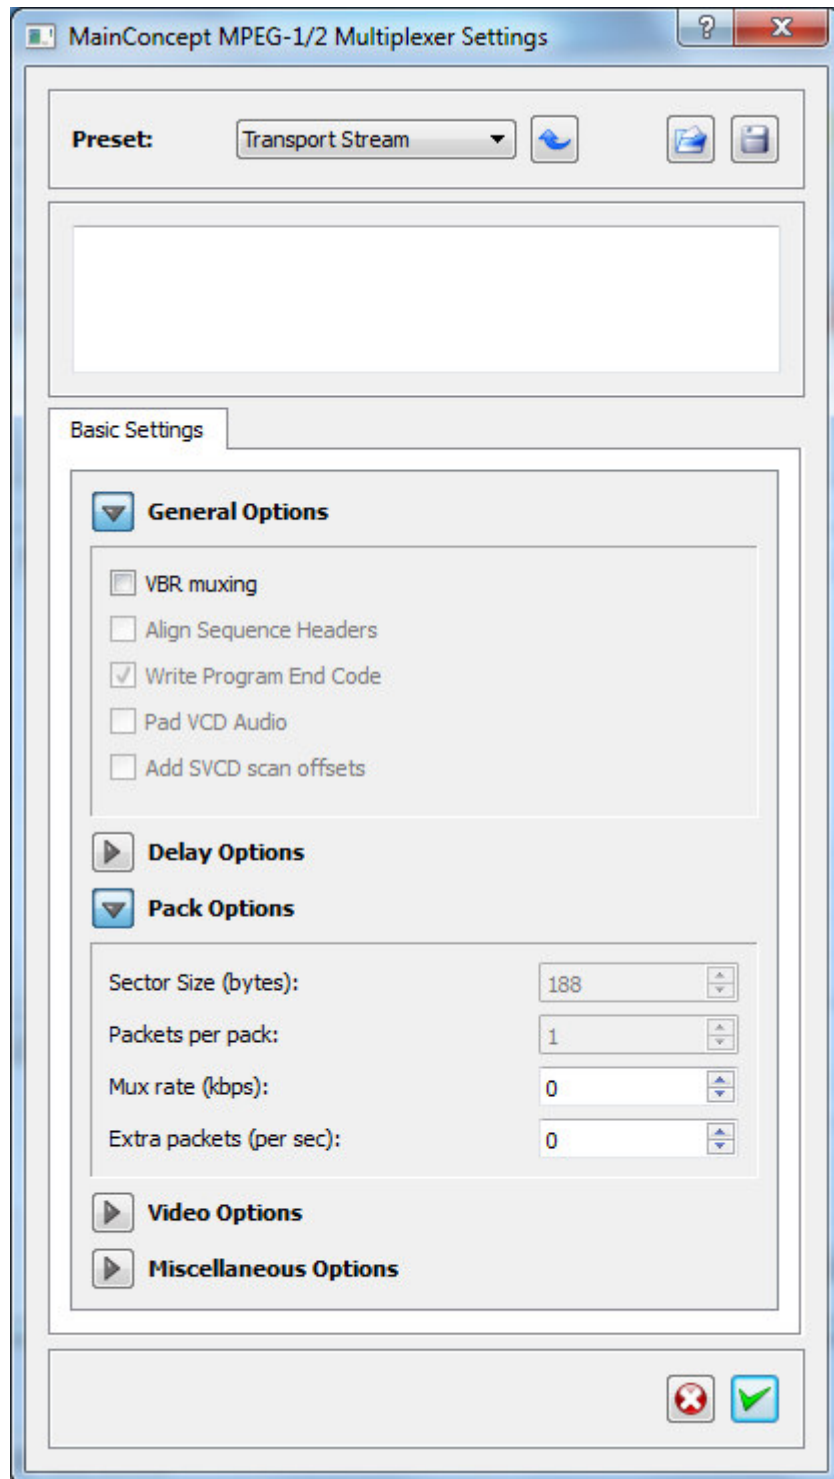 MainConcept MPEG-1/2 Multiplexer Settings
Preset: Transport Stream
Basic Settings
General Options
VBR muxing
Align Sequence Headers
Write Program End Code
Pad VCD Audio
Add SVCD scan offsets
Delay Options
Pack Options
Sector Size (bytes): 188
Packets per pack: 1
Mux rate (kbps): 0
Extra packets (per sec): 0
Video Options
Miscellaneous Options